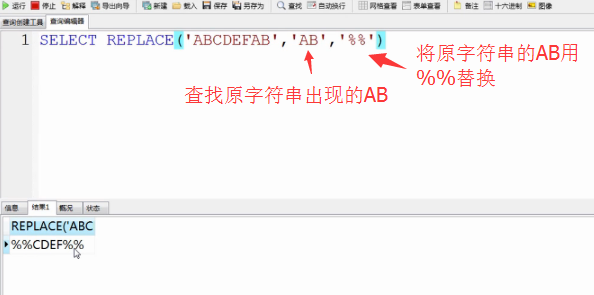 运行 停止 解释 导出向导 新建 载入 保存 另存为 查找 自动换行 网格查看 表单查看 备注 十六进制 图像
查询创建工具 查询编辑器
1 SELECT REPLACE('ABCDEFAB','AB','%%')
将原字符串的AB用
%%替换
查找原字符串出现的AB
信息 结果1 概况 状态
REPLACE('ABC
%%CDEF%%